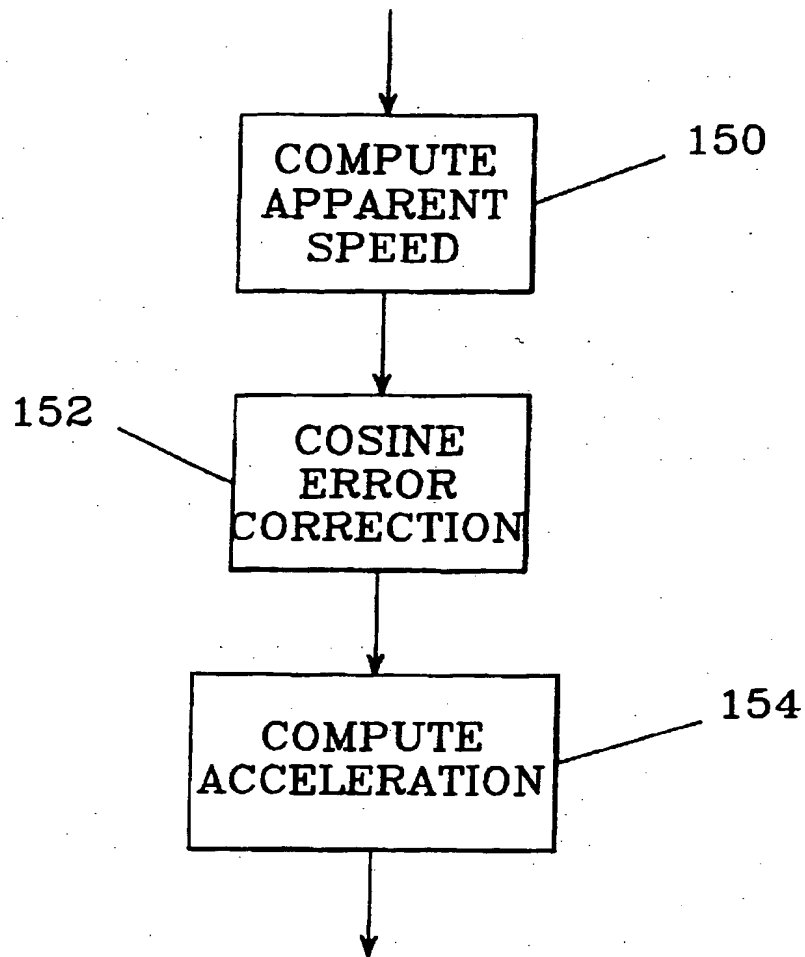 COMPUTE
APPARENT
SPEED
150
152
COSINE
ERROR
CORRECTION
COMPUTE
ACCELERATION
154